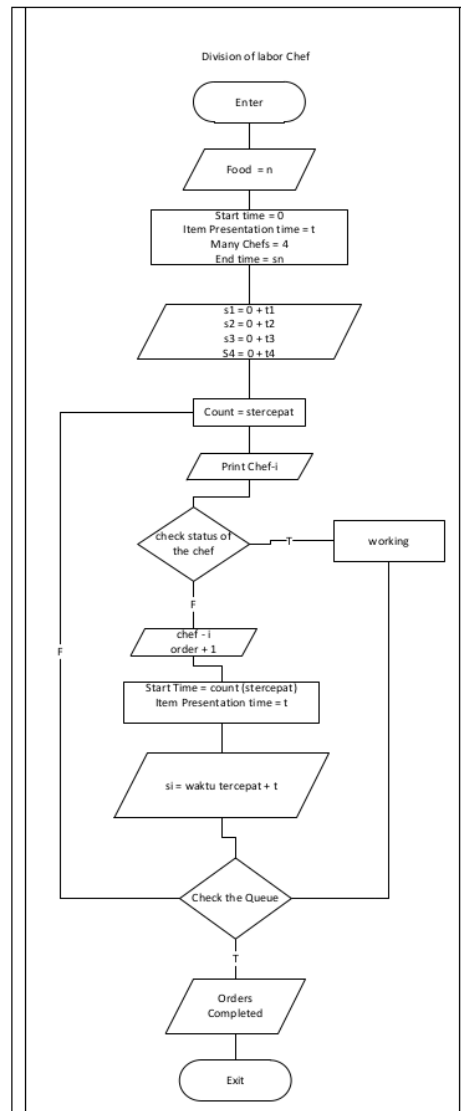 Division of labor Chef
Enter
Food = n
Start time = 0
Item Presentation time = t
Many Chefs = 4
End time = sn
s1 = 0 + t1
s2 = 0 + t2
s3 = 0 + t3
S4 = 0 + t4
Count = stercepat
Print Chef-i
check status of
the chef
T
working
F
chef - i
order + 1
F
Start Time = count (stercepat)
Item Presentation time = t
si = waktu tercepat + t
Check the Queue
T
Orders
Completed
Exit